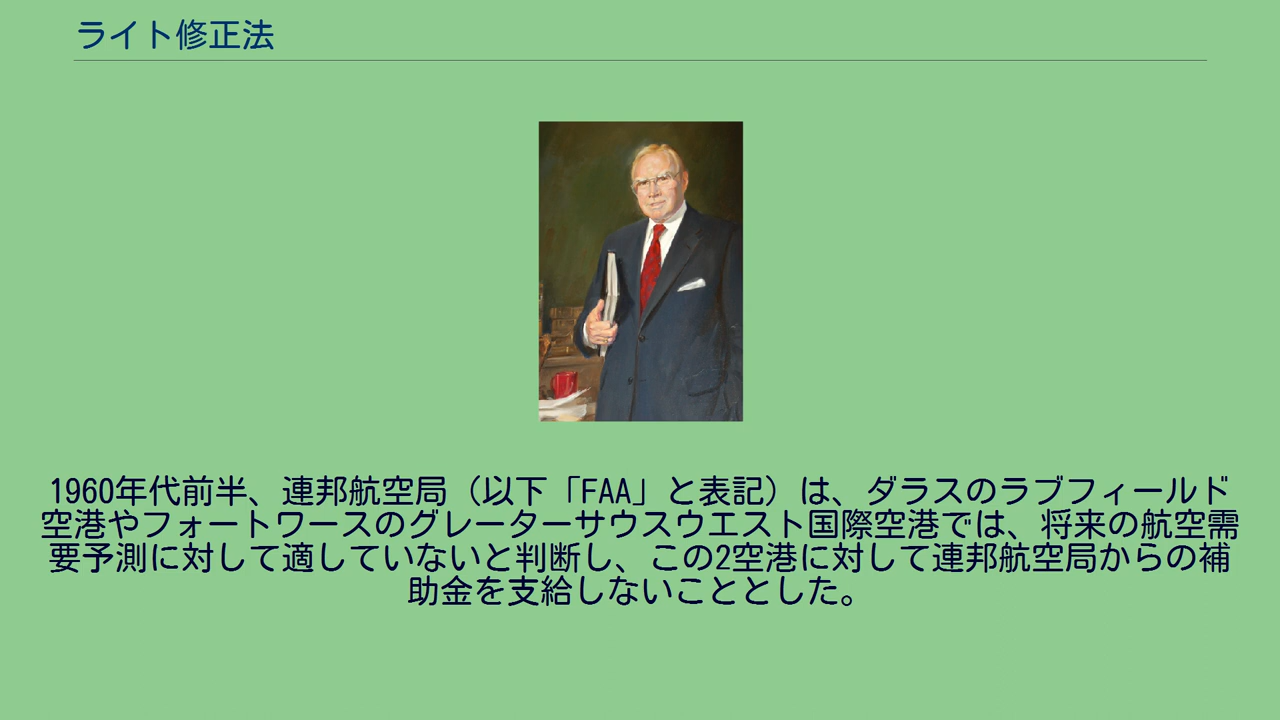 ライト修正法
1960年代前半、連邦航空局（以下「FAA」と表記）は、ダラスのラブフィールド
空港やフォートワースのグレーターサウスウエスト国際空港では、将来の航空需
要予測に対して適していないと判断し、この2空港に対して連邦航空局からの補
助金を支給しないこととした。